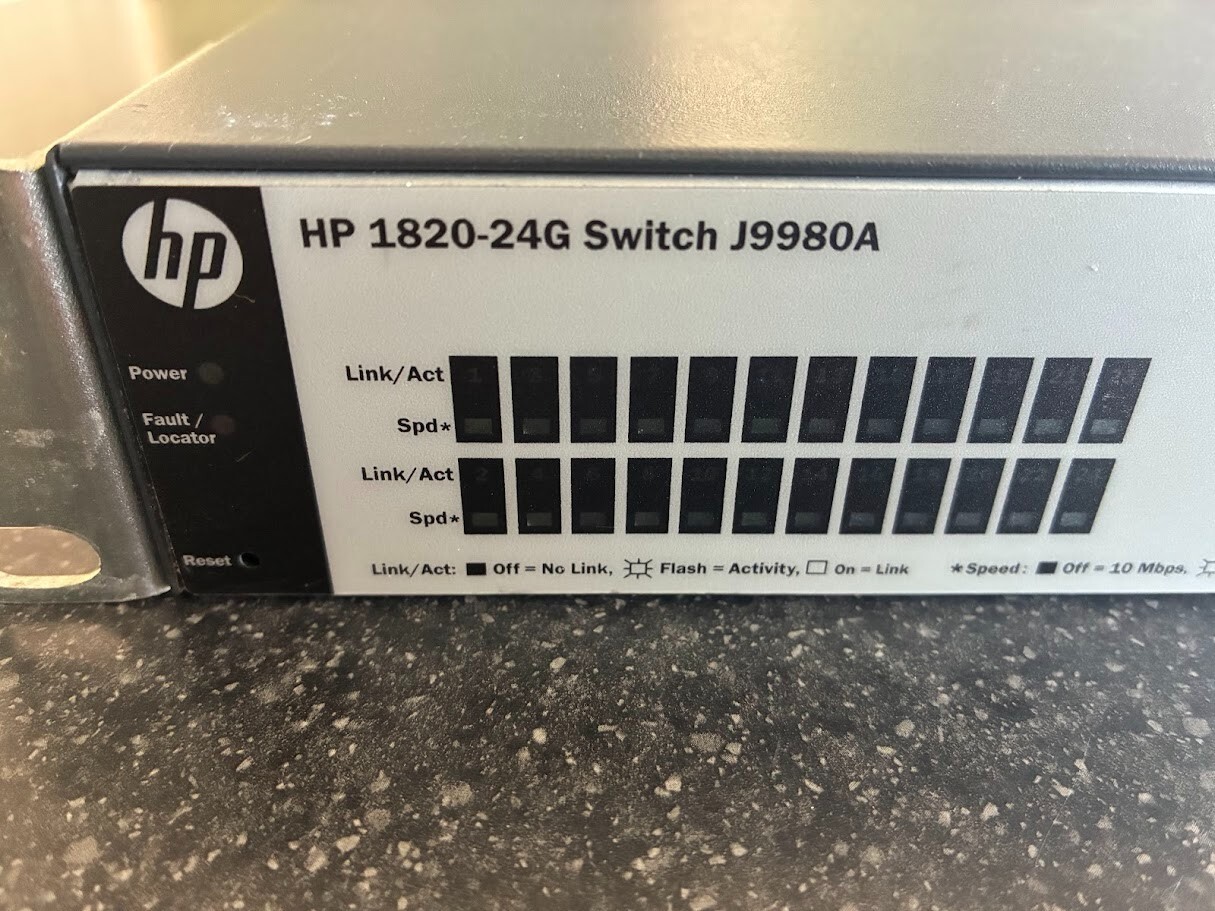 hp
HP 1820-24G Switch J9980A
Power
Fault /
Locator
Reset
Link/Act
Spd*
Link/Act
Spd*
Link/Act: Off = No Link, Flash = Activity, On = Link *Speed: Off = 10 Mbps,